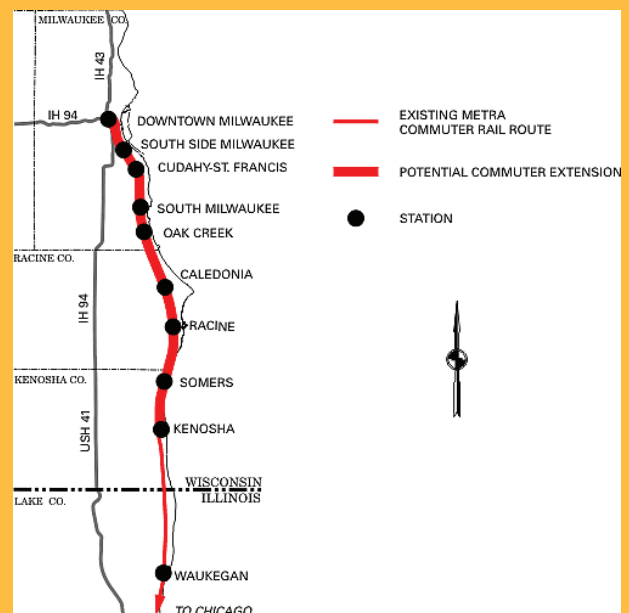 MILWAUKEE CO.
IH 43
IH 94
DOWNTOWN MILWAUKEE
SOUTH SIDE MILWAUKEE
CUDAHY-ST. FRANCIS
SOUTH MILWAUKEE
OAK CREEK
RACINE CO.
CALEDONIA
IH 94
RACINE
KENOSHA CO.
SOMERS
USH 41
KENOSHA
WISCONSIN
ILLINOIS
LAKE CO.
WAUKEGAN
TO CHICAGO
EXISTING METRA
COMMUTER RAIL ROUTE
POTENTIAL COMMUTER EXTENSION
STATION